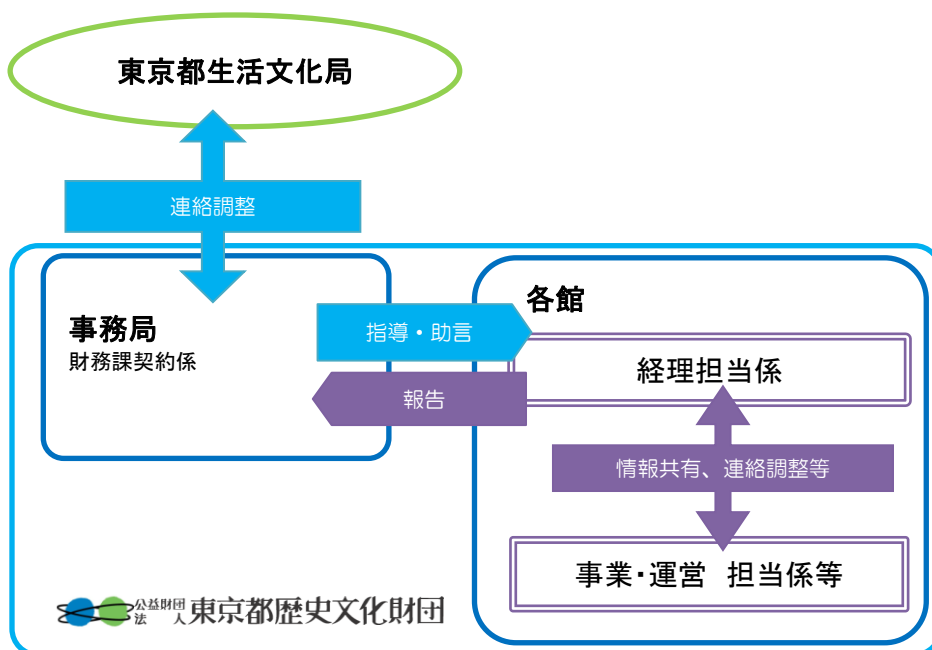 東京都生活文化局
連絡調整
事務局
財務課契約係
指導・助言
報告
各館
経理担当係
情報共有、連絡調整等
事業・運営 担当係等
公益財団法人 東京都歴史文化財団